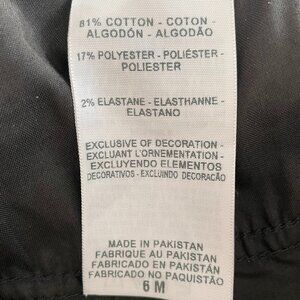 81% COTTON - COTON -
ALGODÓN - ALGODÃO
17% POLYESTER - POLIÉSTER -
POLIESTER
2% ELASTANE - ELASTHANNE -
ELASTANO
EXCLUSIVE OF DECORATION -
EXCLUANT L'ORNEMENTATION -
EXCLUYENDO ELEMENTOS
DECORATIVOS - EXCLUINDO DECORAÇÃO
MADE IN PAKISTAN
FABRIQUE AU PAKISTAN
FABRICADO EN PAKISTÁN
FABRICADO NO PAQUISTÃO
6 M